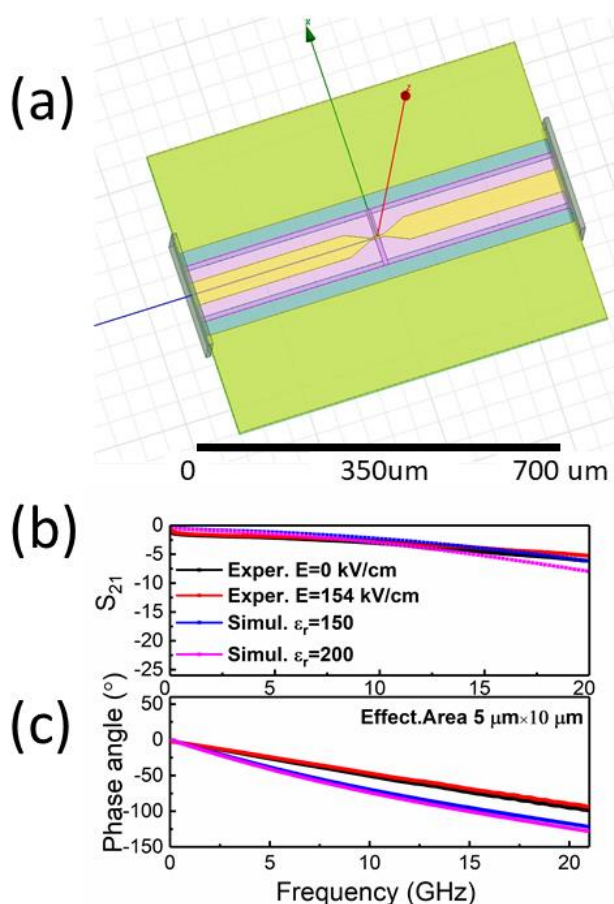 (a)
x
z
0 350um 700 um
(b)
S21
0
-5
-10
-15
-20
-25
Exper. E=0 kV/cm
Exper. E=154 kV/cm
Simul. εr=150
Simul. εr=200
0 5 10 15 20
(c)
Phase angle (°)
50
0
-50
-100
-150
Effect.Area 5 μm×10 μm
0 5 10 15 20
Frequency (GHz)